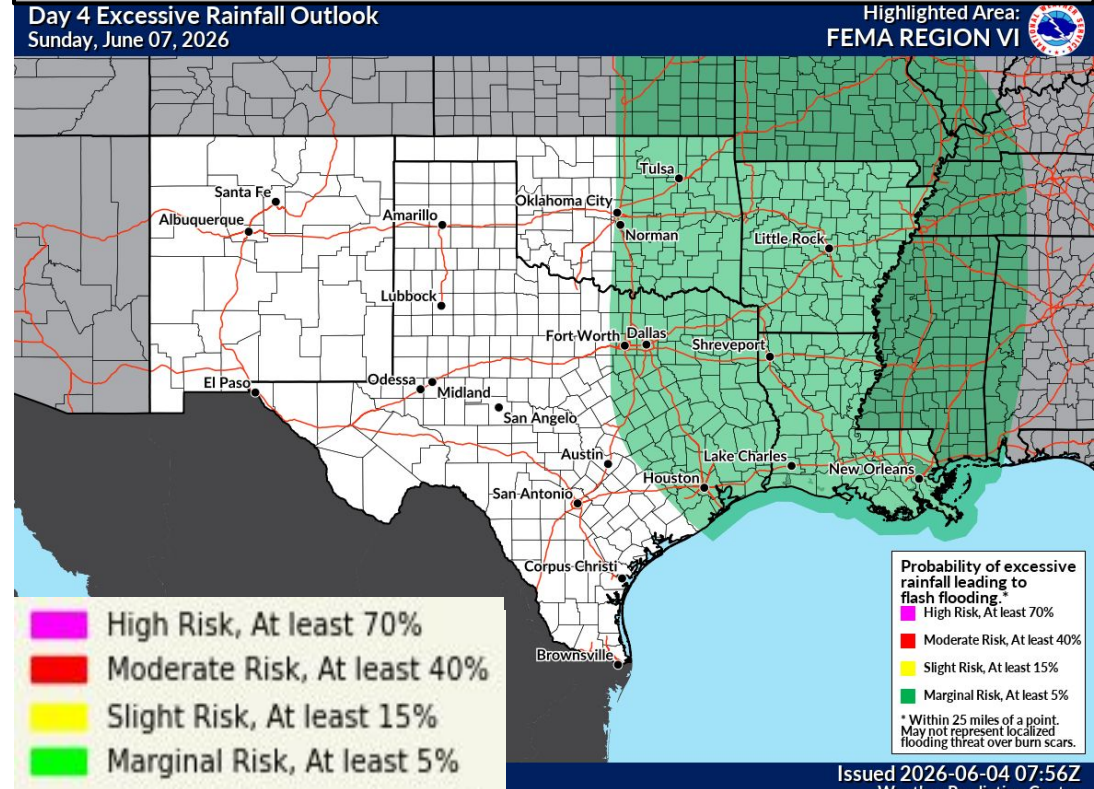 Day 4 Excessive Rainfall Outlook
Sunday, June 07, 2026
Highlighted Area:
FEMA REGION VI
NATIONAL WEATHER SERVICE
Santa Fe
Albuquerque
Amarillo
Lubbock
Tulsa
Oklahoma City
Norman
Little Rock
Fort Worth
Dallas
Shreveport
El Paso
Odessa
Midland
San Angelo
Austin
San Antonio
Houston
Lake Charles
New Orleans
Corpus Christi
Brownsville
Probability of excessive
rainfall leading to
flash flooding.*
High Risk, At least 70%
Moderate Risk, At least 40%
Slight Risk, At least 15%
Marginal Risk, At least 5%
* Within 25 miles of a point.
May not represent localized
flooding threat over burn scars.
High Risk, At least 70%
Moderate Risk, At least 40%
Slight Risk, At least 15%
Marginal Risk, At least 5%
Issued 2026-06-04 07:56Z
Weather Prediction Center